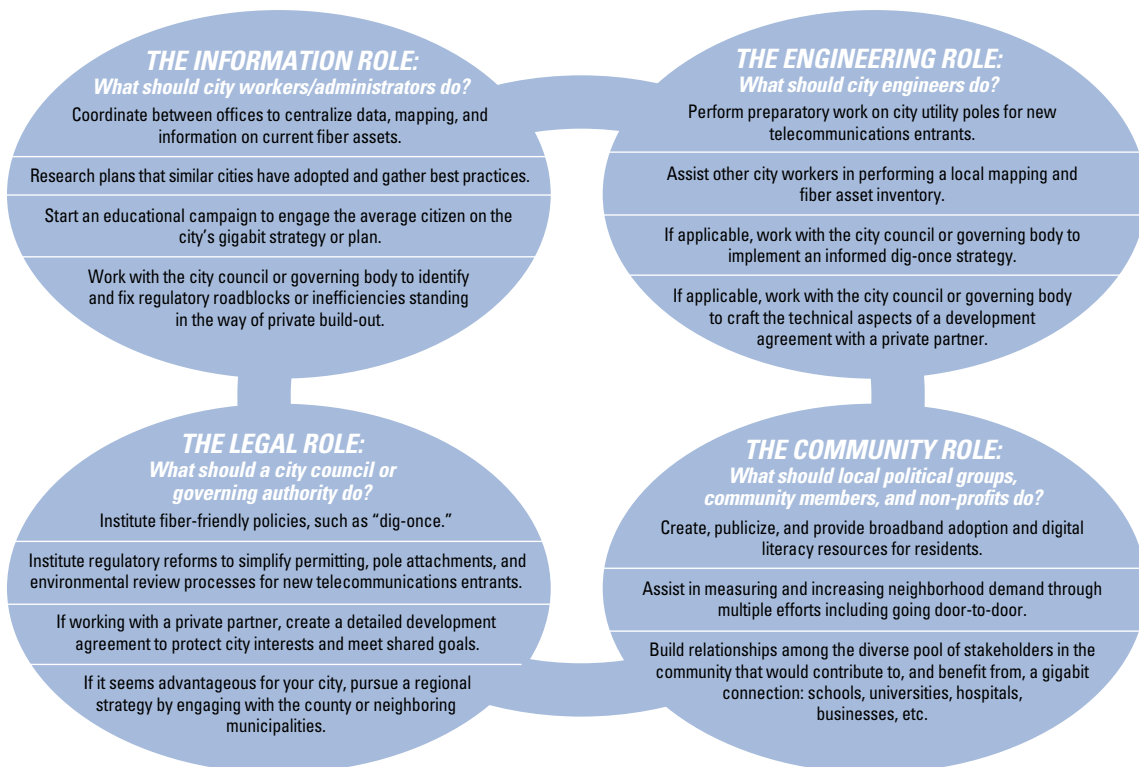 THE INFORMATION ROLE:
What should city workers/administrators do?
Coordinate between offices to centralize data, mapping, and
information on current fiber assets.
Research plans that similar cities have adopted and gather best practices.
Start an educational campaign to engage the average citizen on the
city’s gigabit strategy or plan.
Work with the city council or governing body to identify
and fix regulatory roadblocks or inefficiencies standing
in the way of private build-out.
THE ENGINEERING ROLE:
What should city engineers do?
Perform preparatory work on city utility poles for new
telecommunications entrants.
Assist other city workers in performing a local mapping and
fiber asset inventory.
If applicable, work with the city council or governing body to
implement an informed dig-once strategy.
If applicable, work with the city council or governing body
to craft the technical aspects of a development
agreement with a private partner.
THE LEGAL ROLE:
What should a city council or
governing authority do?
Institute fiber-friendly policies, such as “dig-once.”
Institute regulatory reforms to simplify permitting, pole attachments, and
environmental review processes for new telecommunications entrants.
If working with a private partner, create a detailed development
agreement to protect city interests and meet shared goals.
If it seems advantageous for your city, pursue a regional
strategy by engaging with the county or neighboring
municipalities.
THE COMMUNITY ROLE:
What should local political groups,
community members, and non-profits do?
Create, publicize, and provide broadband adoption and digital
literacy resources for residents.
Assist in measuring and increasing neighborhood demand through
multiple efforts including going door-to-door.
Build relationships among the diverse pool of stakeholders in the
community that would contribute to, and benefit from, a gigabit
connection: schools, universities, hospitals,
businesses, etc.